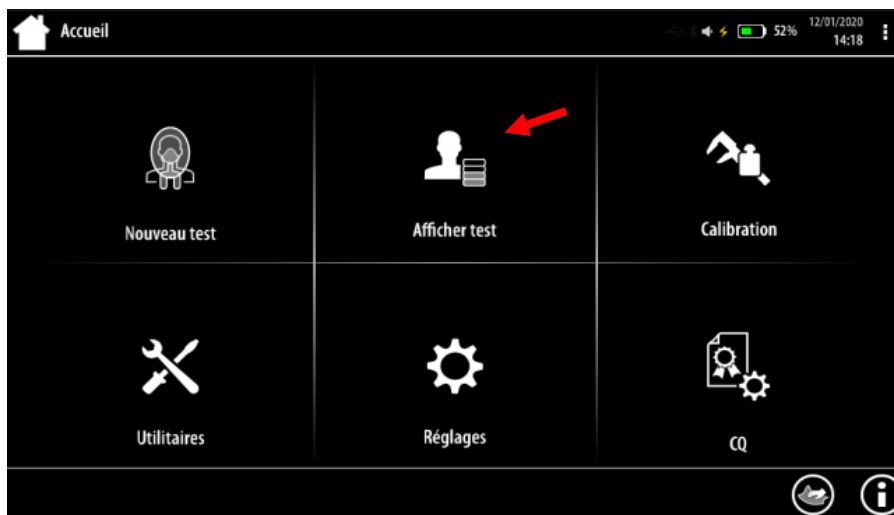 Accueil
52%
12/01/2020
14:18
Nouveau test
Afficher test
Calibration
Utilitaires
Réglages
CQ